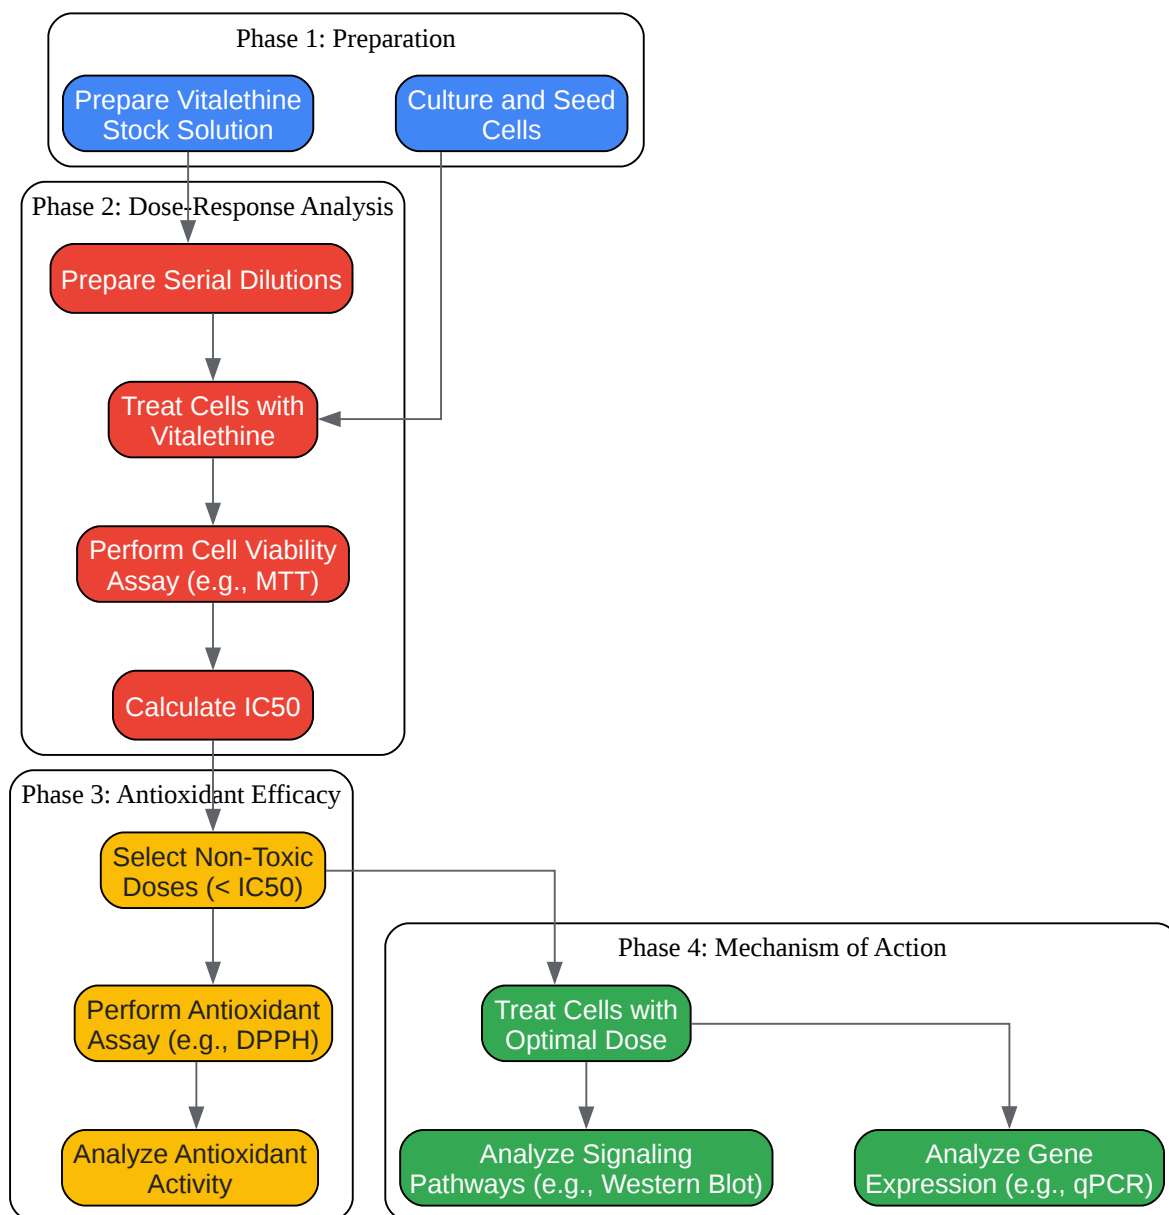 Phase 1: Preparation
Prepare Vitalethine
Stock Solution
Culture and Seed
Cells
Phase 2: Dose-Response Analysis
Prepare Serial Dilutions
Treat Cells with
Vitalethine
Perform Cell Viability
Assay (e.g., MTT)
Calculate IC50
Phase 3: Antioxidant Efficacy
Select Non-Toxic
Doses (< IC50)
Perform Antioxidant
Assay (e.g., DPPH)
Analyze Antioxidant
Activity
Phase 4: Mechanism of Action
Treat Cells with
Optimal Dose
Analyze Signaling
Pathways (e.g., Western Blot)
Analyze Gene
Expression (e.g., qPCR)